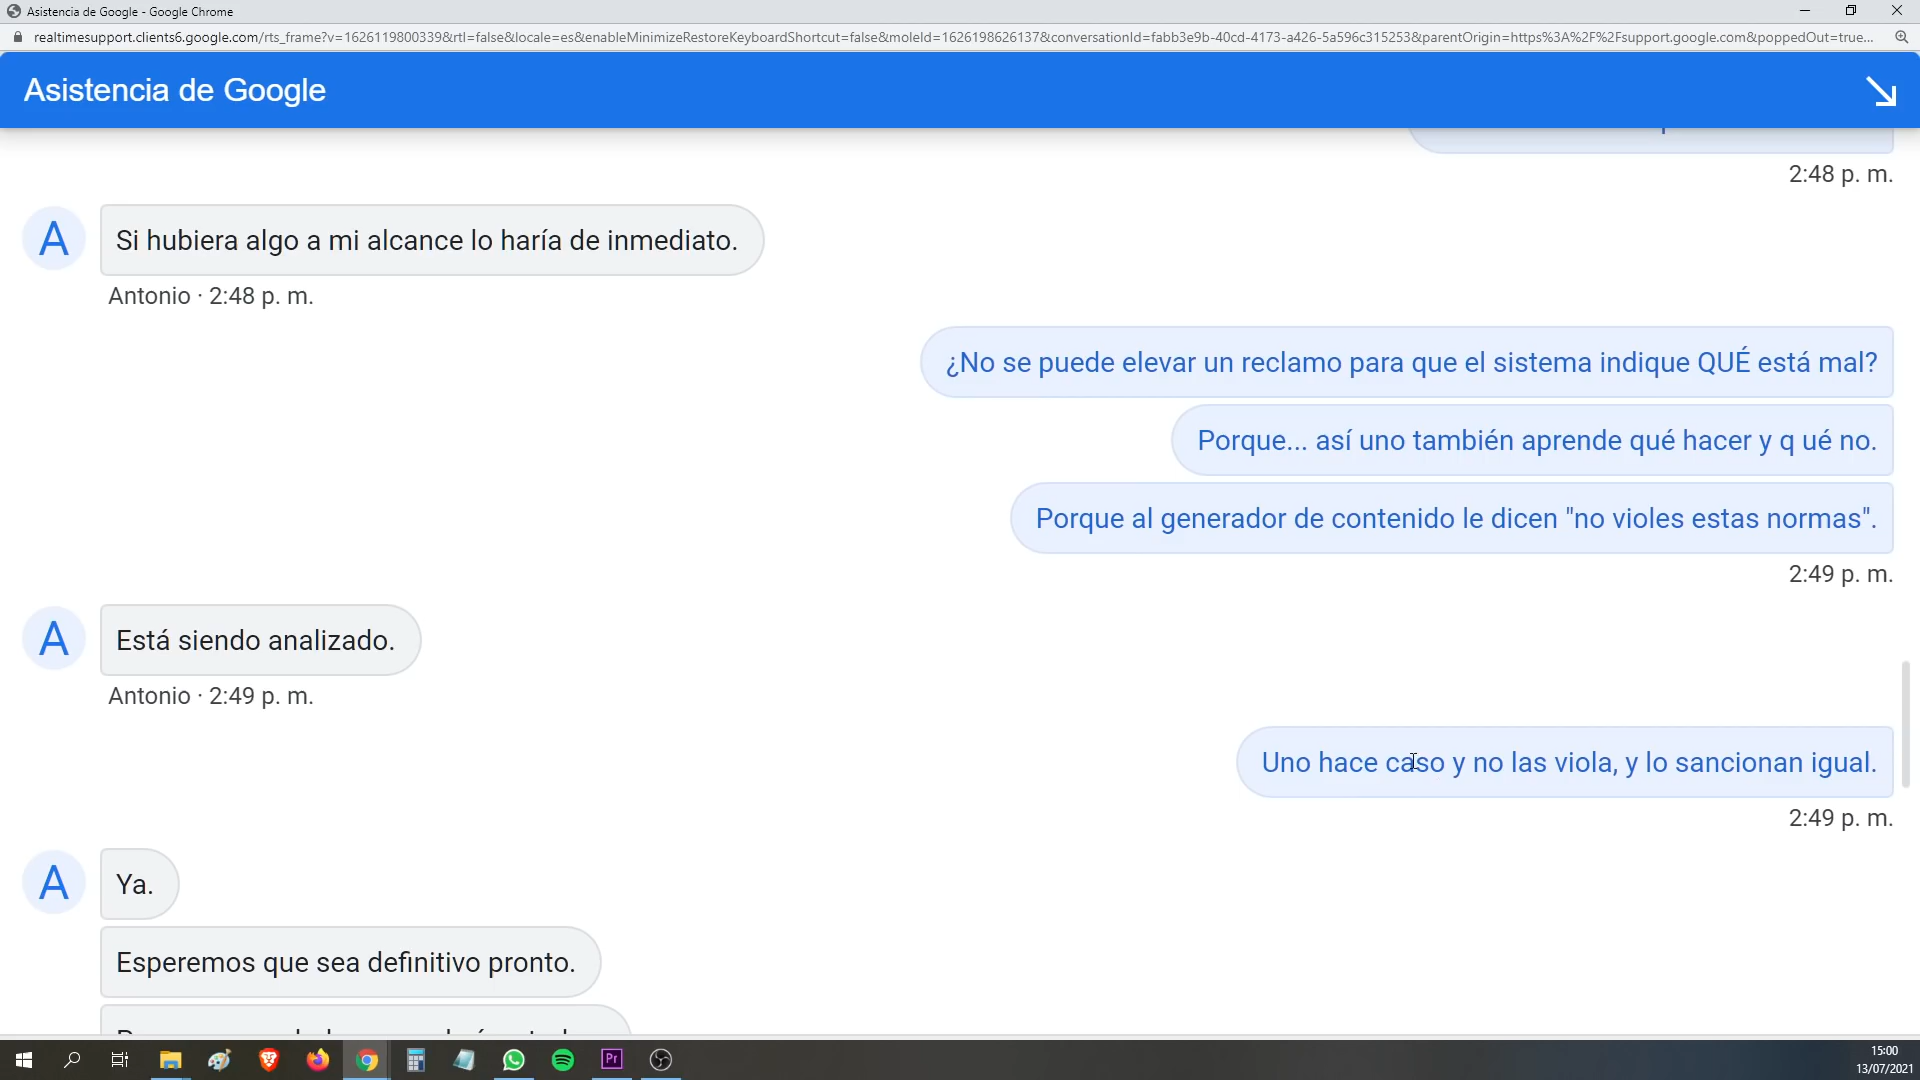 Asistencia de Google - Google Chrome
realtimesupport.clients6.google.com/rts_frame?v=1626119800339&rtl=false&locale=es&enableMinimizeRestoreKeyboardShortcut=false&moleId=1626198626137&conversationId=fabb3e9b-40cd-4173-a426-5a596c315253&parentOrigin=https%3A%2F%2Fsupport.google.com&poppedOut=true...
Asistencia de Google
2:48 p. m.
A
Si hubiera algo a mi alcance lo haría de inmediato.
Antonio · 2:48 p. m.
¿No se puede elevar un reclamo para que el sistema indique QUÉ está mal?
Porque... así uno también aprende qué hacer y q ué no.
Porque al generador de contenido le dicen "no violes estas normas".
2:49 p. m.
A
Está siendo analizado.
Antonio · 2:49 p. m.
Uno hace caso y no las viola, y lo sancionan igual.
2:49 p. m.
A
Ya.
Esperemos que sea definitivo pronto.
Pr
15:00
13/07/2021